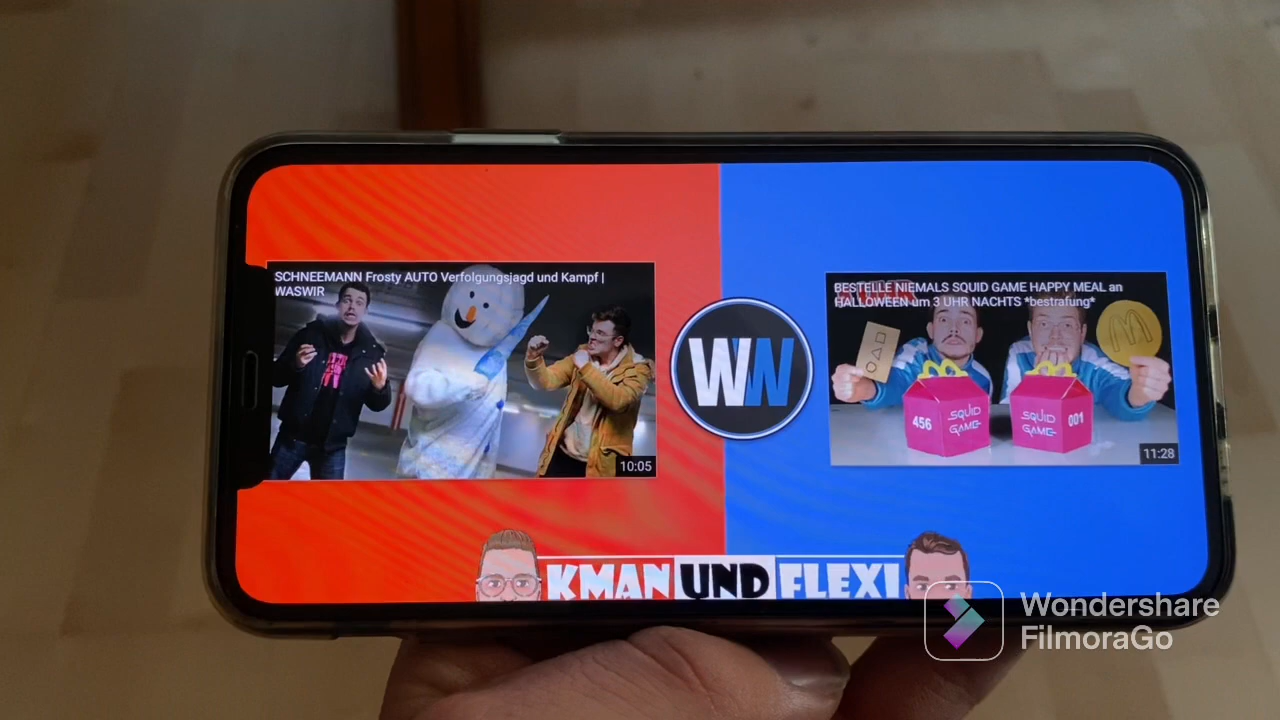 SCHNEEMANN Frosty AUTO Verfolgungsjagd und Kampf |
WASWIR
10:05
WW
BESTELLE NIEMALS SQUID GAME HAPPY MEAL an
HALLOWEEN um 3 UHR NACHTS *bestrafung*
456
SQUID
GAME
SQUID
GAME
001
11:28
KMAN UND FLEXI
Wondershare
FilmoraGo